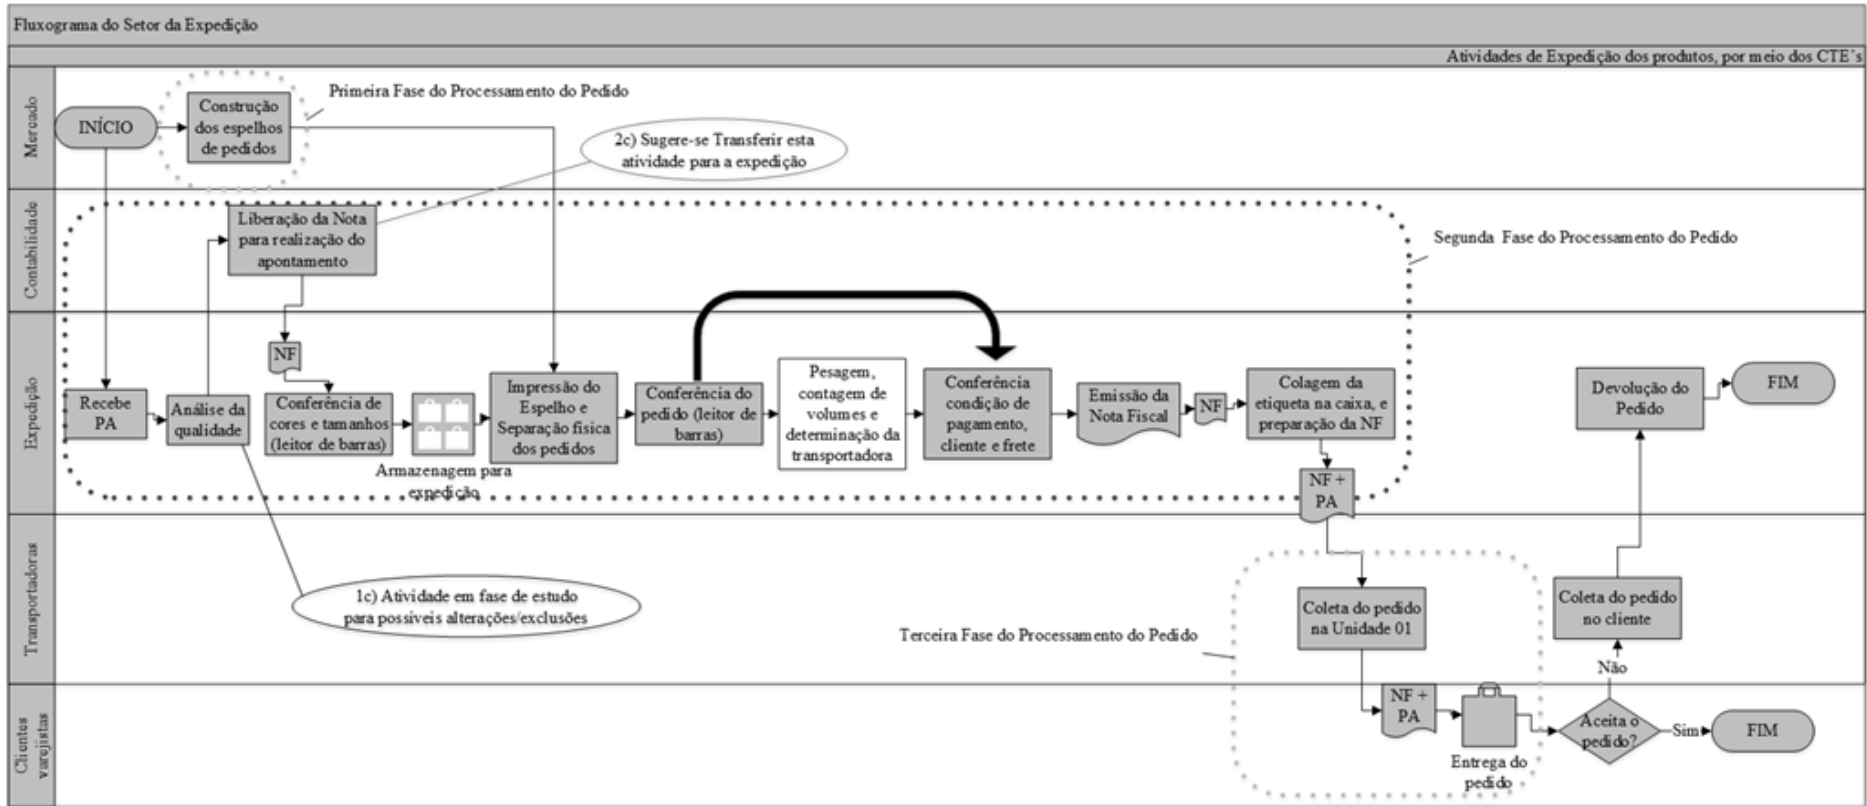 Fluxograma do Setor da Expedição
Atividades de Expedição dos produtos, por meio dos CTE's
Mercado
INÍCIO
Construção
dos espelhos
de pedidos
Primeira Fase do Processamento do Pedido
2c) Sugere-se Transferir esta
atividade para a expedição
Contabilidade
Liberação da Nota
para realização do
apontamento
Segunda Fase do Processamento do Pedido
Expedição
NF
Recebe
PA
Análise da
qualidade
Conferência de
cores e tamanhos
(leitor de barras)
Armazenagem para
expedição
Impressão do
Espelho e
Separação física
dos pedidos
Conferência do
pedido (leitor de
barras)
Pesagem,
contagem de
volumes e
determinação da
transportadora
Conferência
condição de
pagamento,
cliente e frete
Emissão da
Nota Fiscal
NF
Colagem da
etiqueta na caixa, e
preparação da NF
NF +
PA
Devolução do
Pedido
FIM
Transportadoras
1c) Atividade em fase de estudo
para possíveis alterações/exclusões
Terceira Fase do Processamento do Pedido
Coleta do pedido
na Unidade 01
Coleta do pedido
no cliente
Não
Clientes
varejistas
NF +
PA
Entrega do
pedido
Aceita o
pedido?
Sim
FIM